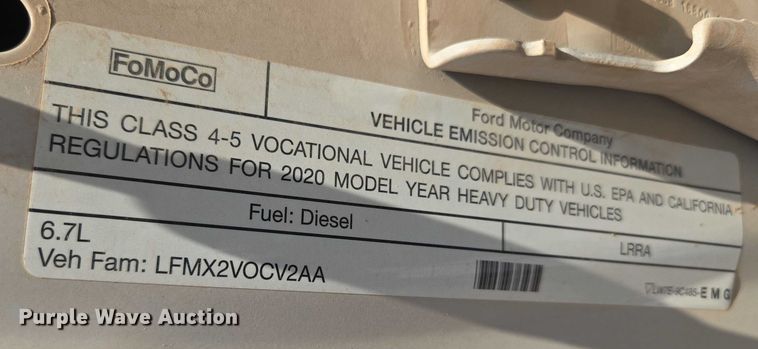 FoMoCo
Ford Motor Company
VEHICLE EMISSION CONTROL INFORMATION
THIS CLASS 4-5 VOCATIONAL VEHICLE COMPLIES WITH U.S. EPA AND CALIFORNIA
REGULATIONS FOR 2020 MODEL YEAR HEAVY DUTY VEHICLES
Fuel: Diesel
LRRA
6.7L
Veh Fam: LFMX2VOCV2AA
E M G
Purple Wave Auction